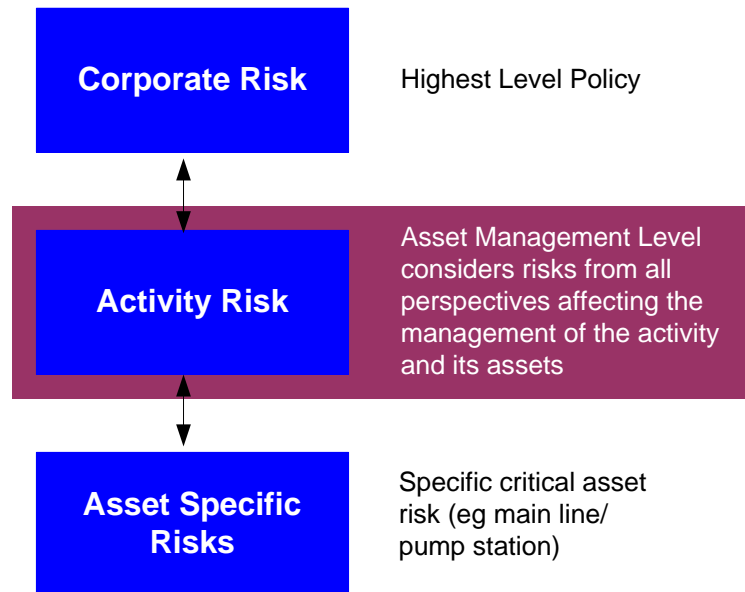 Corporate Risk
Highest Level Policy
Activity Risk
Asset Management Level
considers risks from all
perspectives affecting the
management of the activity
and its assets
Asset Specific
Risks
Specific critical asset
risk (eg main line/
pump station)